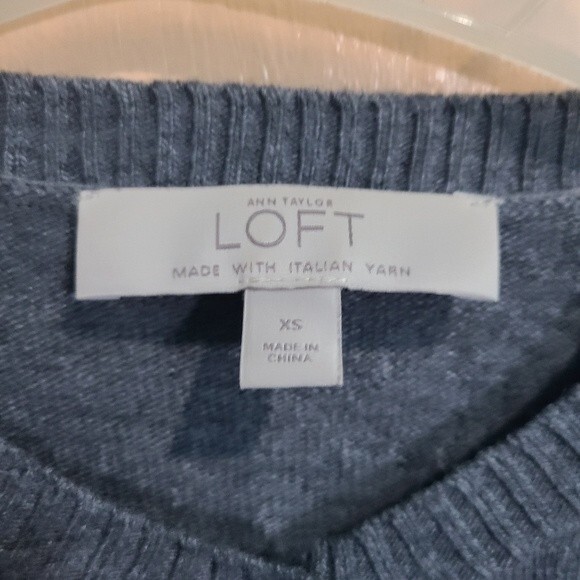 ANN TAYLOR
LOFT
MADE WITH ITALIAN YARN
XS
MADE IN
CHINA